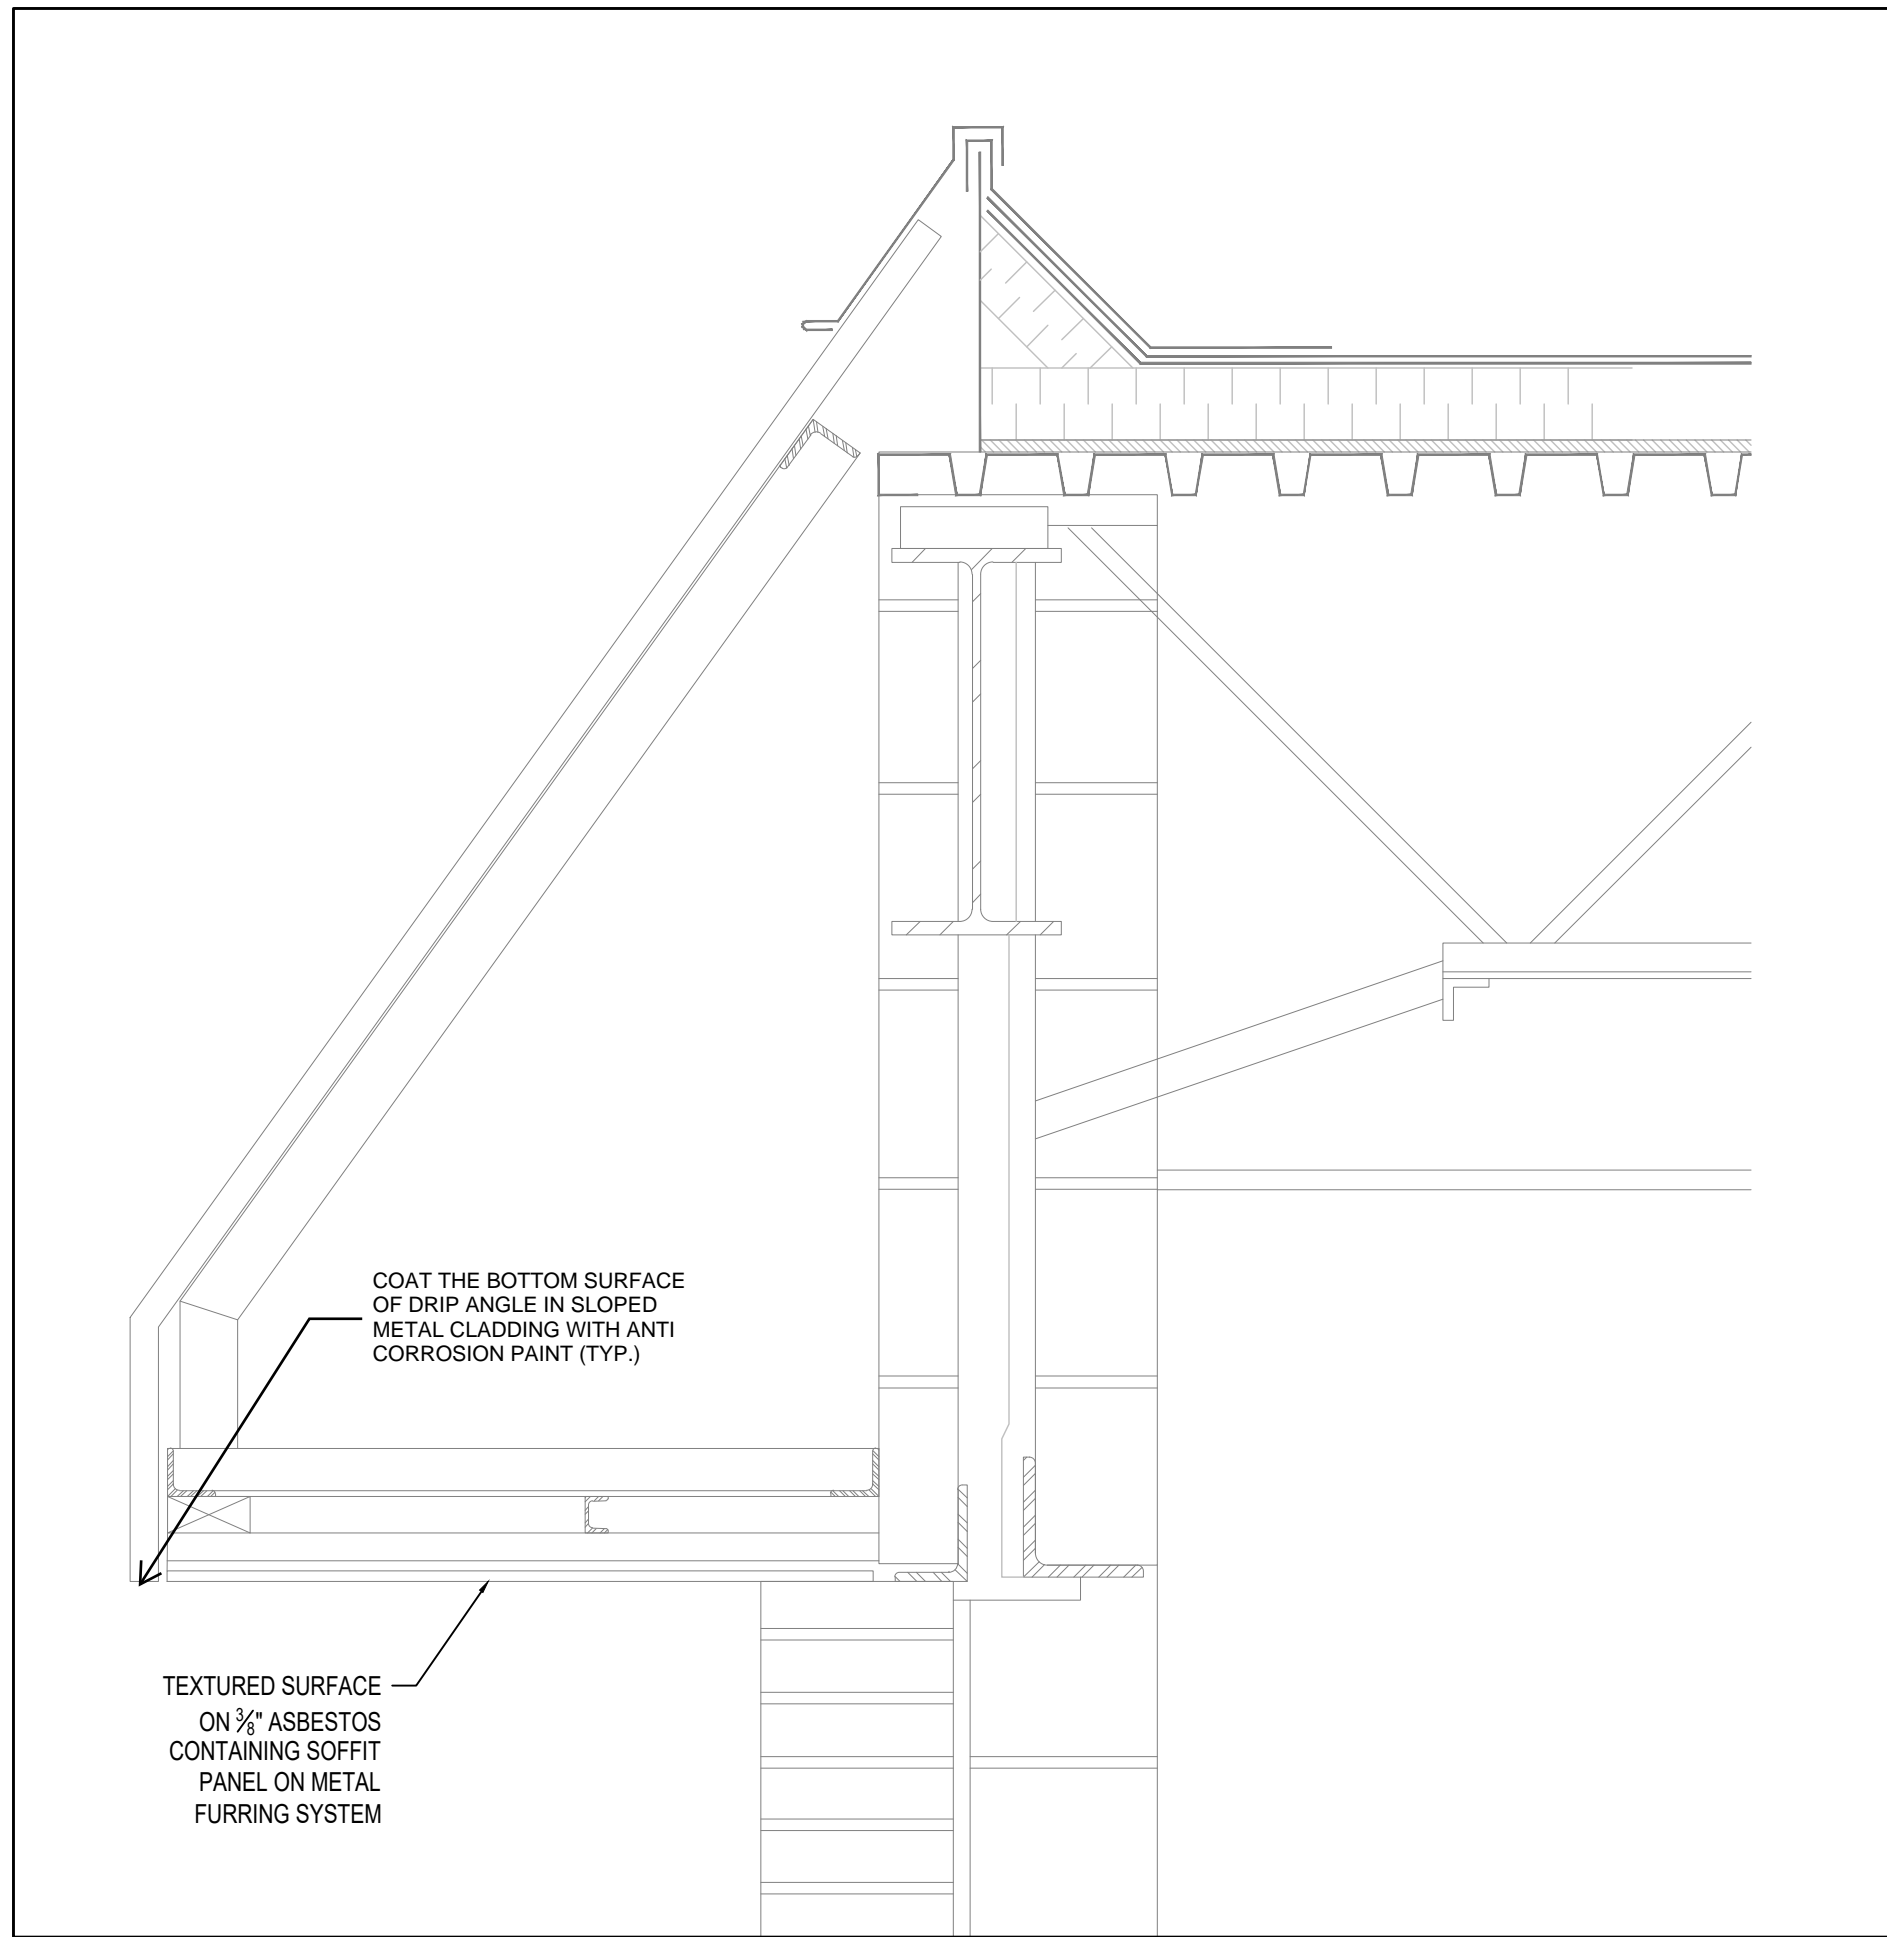 COAT THE BOTTOM SURFACE
OF DRIP ANGLE IN SLOPED
METAL CLADDING WITH ANTI
CORROSION PAINT (TYP.)
TEXTURED SURFACE
ON 3/8" ASBESTOS
CONTAINING SOFFIT
PANEL ON METAL
FURRING SYSTEM